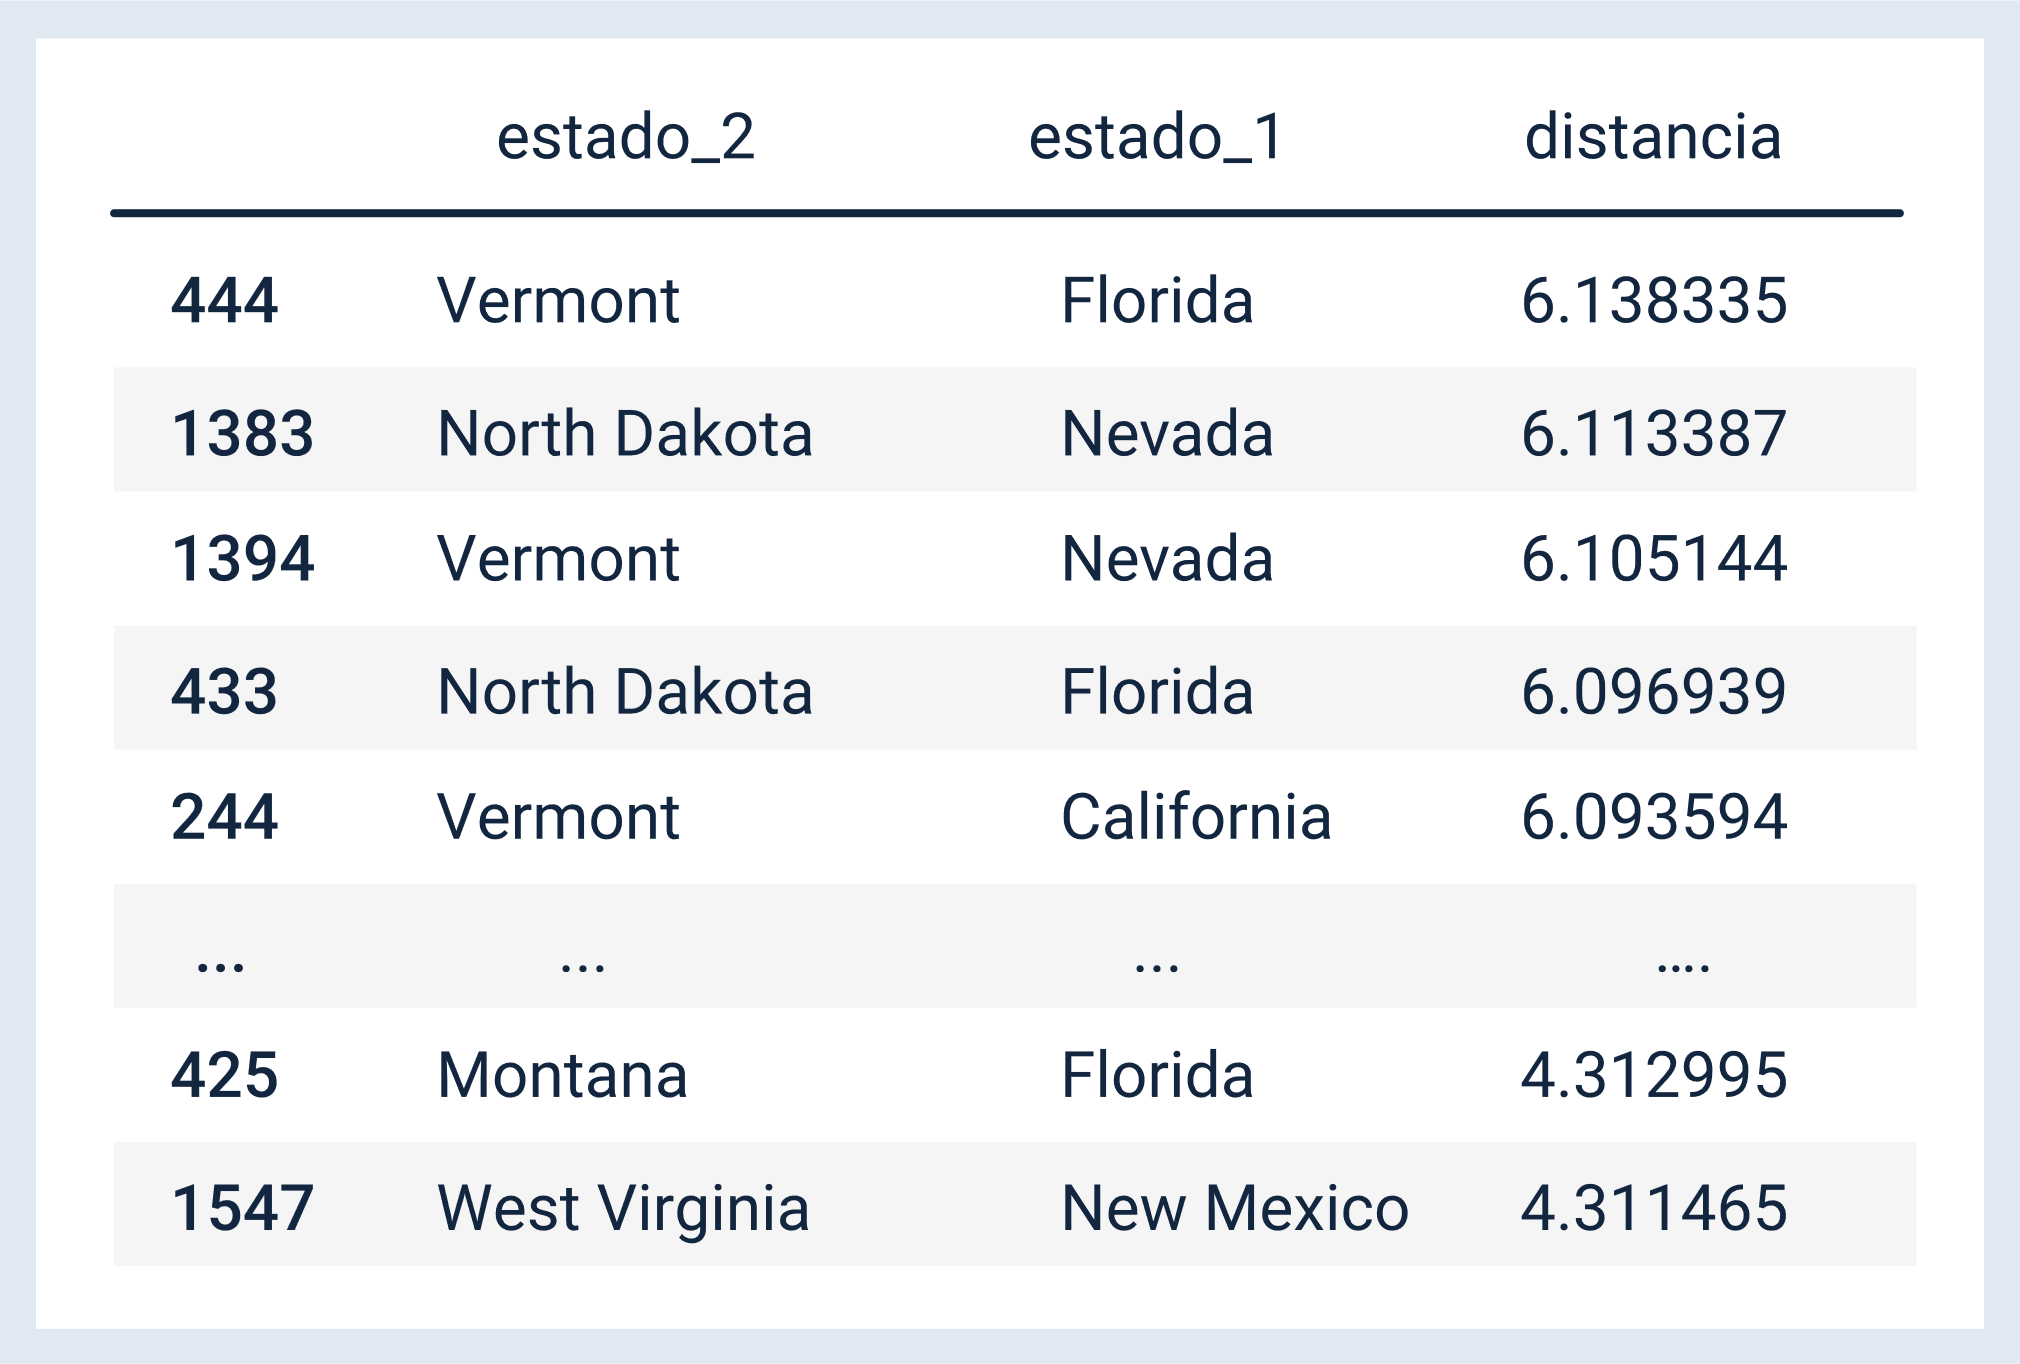 estado_2 estado_1 distancia
444 Vermont Florida 6.138335
1383 North Dakota Nevada 6.113387
1394 Vermont Nevada 6.105144
433 North Dakota Florida 6.096939
244 Vermont California 6.093594
... ... ... ....
425 Montana Florida 4.312995
1547 West Virginia New Mexico 4.311465